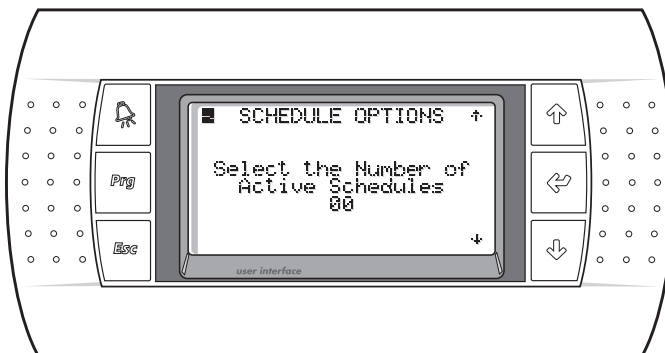 SCHEDULE OPTIONS ↑
Select the Number of
Active Schedules
00
↓
Prg
Esc
user interface